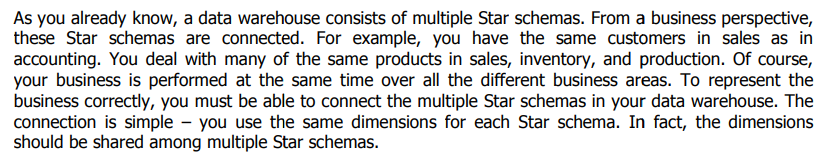 As you already know, a data warehouse consists of multiple Star schemas. From a business perspective,
these Star schemas are connected. For example, you have the same customers in sales as in
accounting. You deal with many of the same products in sales, inventory, and production. Of course,
your business is performed at the same time over all the different business areas. To represent the
business correctly, you must be able to connect the multiple Star schemas in your data warehouse. The
connection is simple – you use the same dimensions for each Star schema. In fact, the dimensions
should be shared among multiple Star schemas.